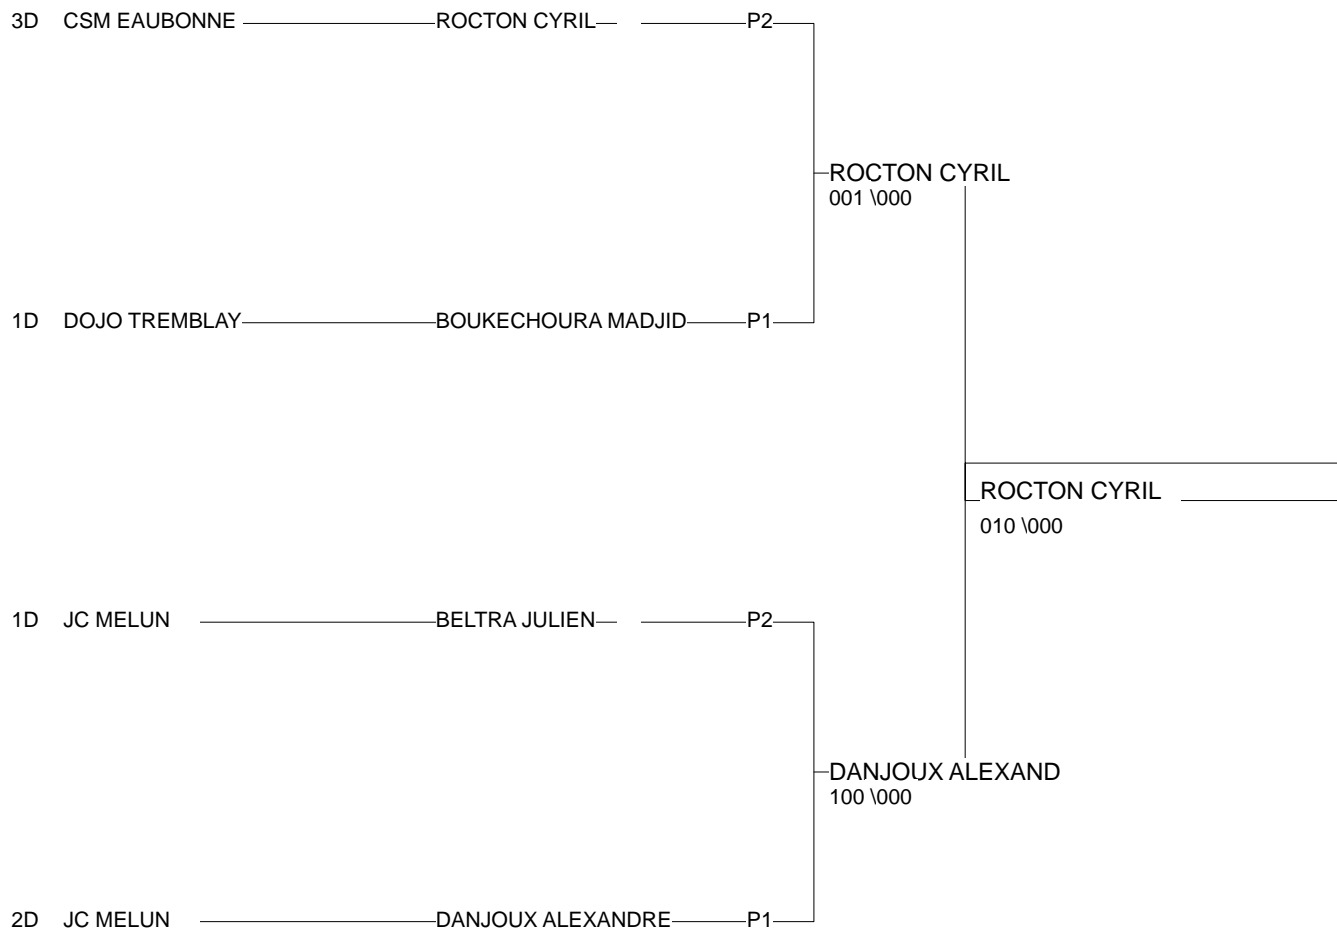 3D CSM EAUBONNE ROCTON CYRIL P2
ROCTON CYRIL
001 \000
1D DOJO TREMBLAY BOUKECHOURA MADJID P1
ROCTON CYRIL
010 \000
1D JC MELUN BELTRA JULIEN P2
DANJOUX ALEXAND
100 \000
2D JC MELUN DANJOUX ALEXANDRE P1